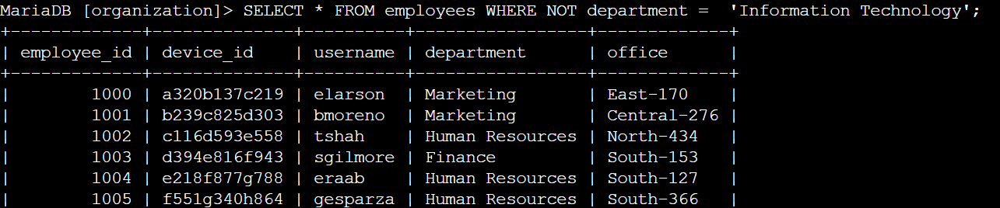 MariaDB [organization]> SELECT * FROM employees WHERE NOT department =  'Information Technology';
+-------------+--------------+----------+-----------------+-------------+
| employee_id | device_id    | username | department      | office      |
+-------------+--------------+----------+-----------------+-------------+
|        1000 | a320b137c219 | elarson  | Marketing       | East-170    |
|        1001 | b239c825d303 | bmoreno  | Marketing       | Central-276 |
|        1002 | c116d593e558 | tshah    | Human Resources | North-434   |
|        1003 | d394e816f943 | sgilmore | Finance         | South-153   |
|        1004 | e218f877g788 | eraab    | Human Resources | South-127   |
|        1005 | f551g340h864 | gesparza | Human Resources | South-366   |